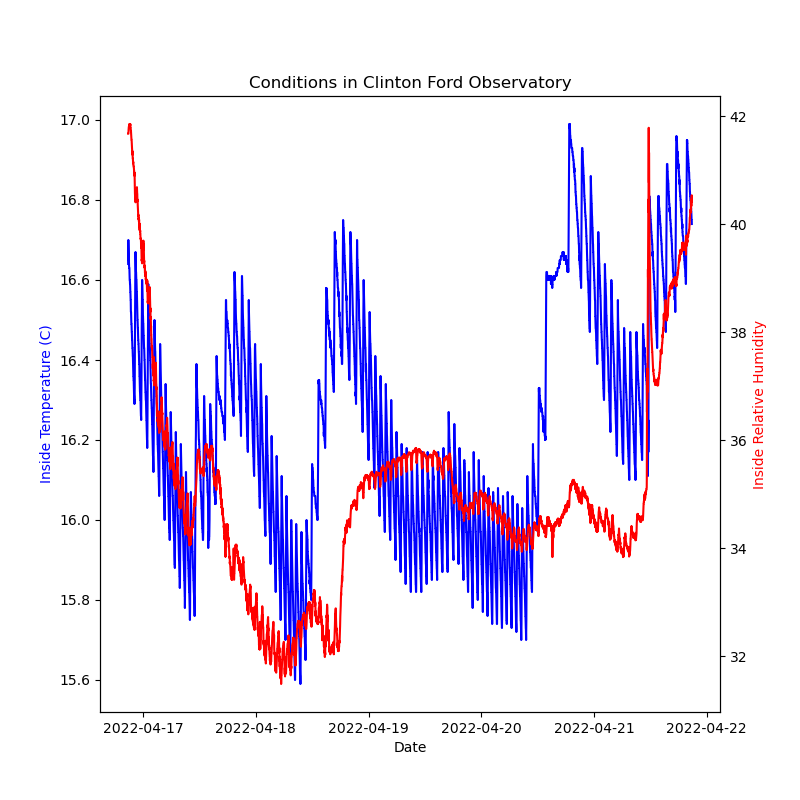 Conditions in Clinton Ford Observatory
17.0
16.8
16.6
16.4
16.2
16.0
15.8
15.6
Inside Temperature (C)
42
40
38
36
34
32
Inside Relative Humidity
2022-04-17 2022-04-18 2022-04-19 2022-04-20 2022-04-21 2022-04-22
Date